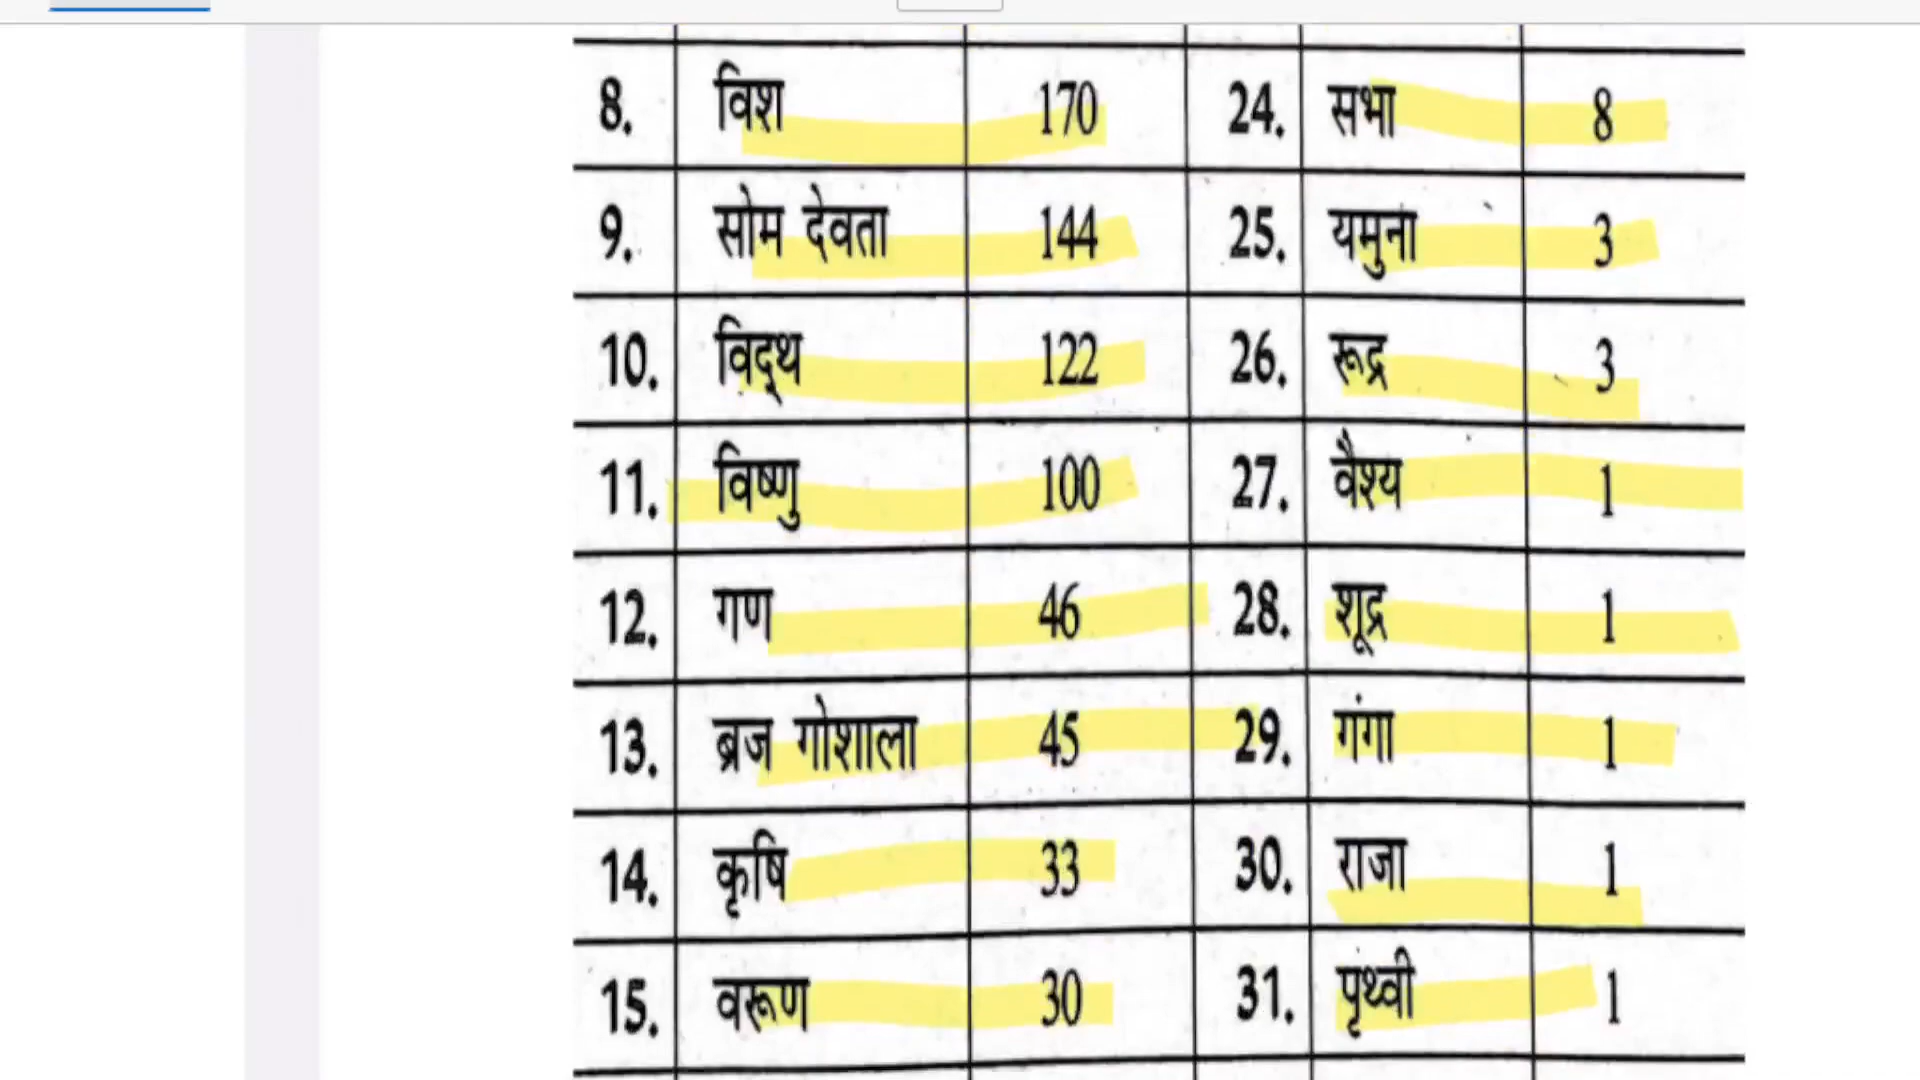 8. विश 170 24. सभा 8
9. सोम देवता 144 25. यमुना 3
10. विद्थ 122 26. रूद्र 3
11. विष्णु 100 27. वैश्य 1
12. गण 46 28. शूद्र 1
13. ब्रज गोशाला 45 29. गंगा 1
14. कृषि 33 30. राजा 1
15. वरूण 30 31. पृथ्वी 1